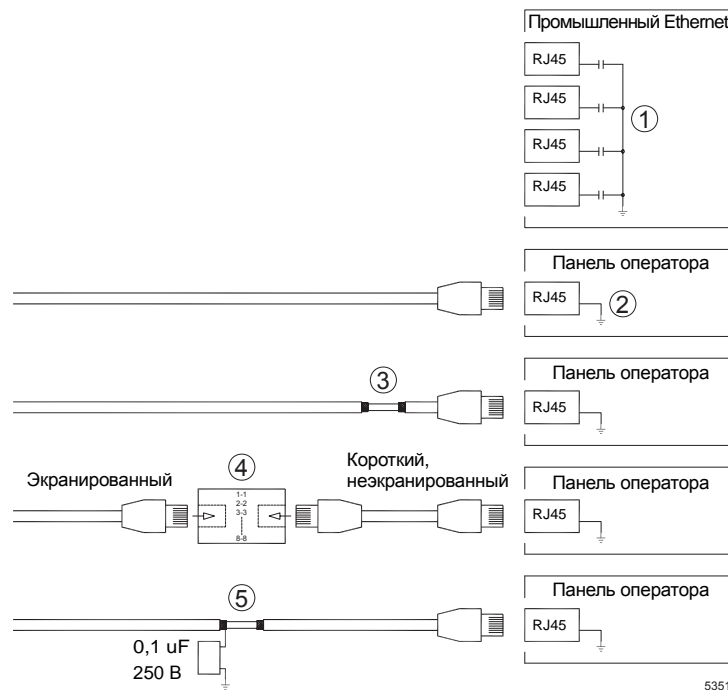 Промышленный Ethernet
RJ45
RJ45
1
RJ45
RJ45
Панель оператора
RJ45
2
Панель оператора
3
RJ45
Экранированный
4
Короткий,
неэкранированный
Панель оператора
1-1
2-2
3-3
8-8
RJ45
Панель оператора
5
RJ45
0,1 uF
250 В
5351